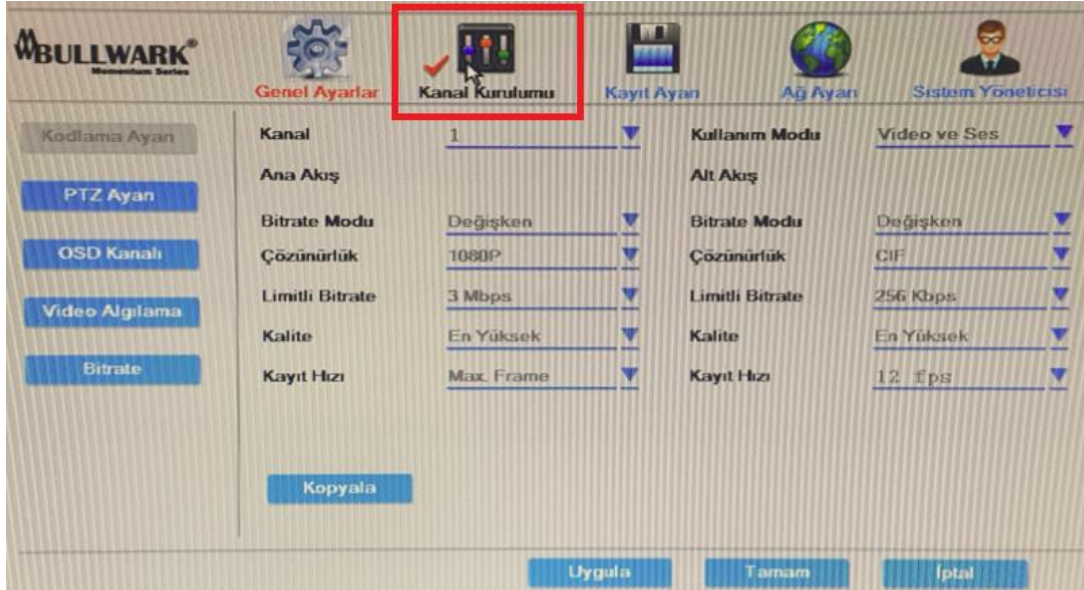 BULLWARK®
Momentum Series
Genel Ayarlar
Kanal Kurulumu
Kayıt Ayarı
Ağ Ayarı
Sistem Yöneticisi
Kodlama Ayarı
PTZ Ayarı
OSD Kanalı
Video Algılama
Bitrate
Kanal 1 Kullanım Modu Video ve Ses
Ana Akış Alt Akış
Bitrate Modu Değişken Bitrate Modu Değişken
Çözünürlük 1080P Çözünürlük CIF
Limitli Bitrate 3 Mbps Limitli Bitrate 256 Kbps
Kalite En Yüksek Kalite En Yüksek
Kayıt Hızı Max. Frame Kayıt Hızı 12 fps
Kopyala
Uygula Tamam İptal